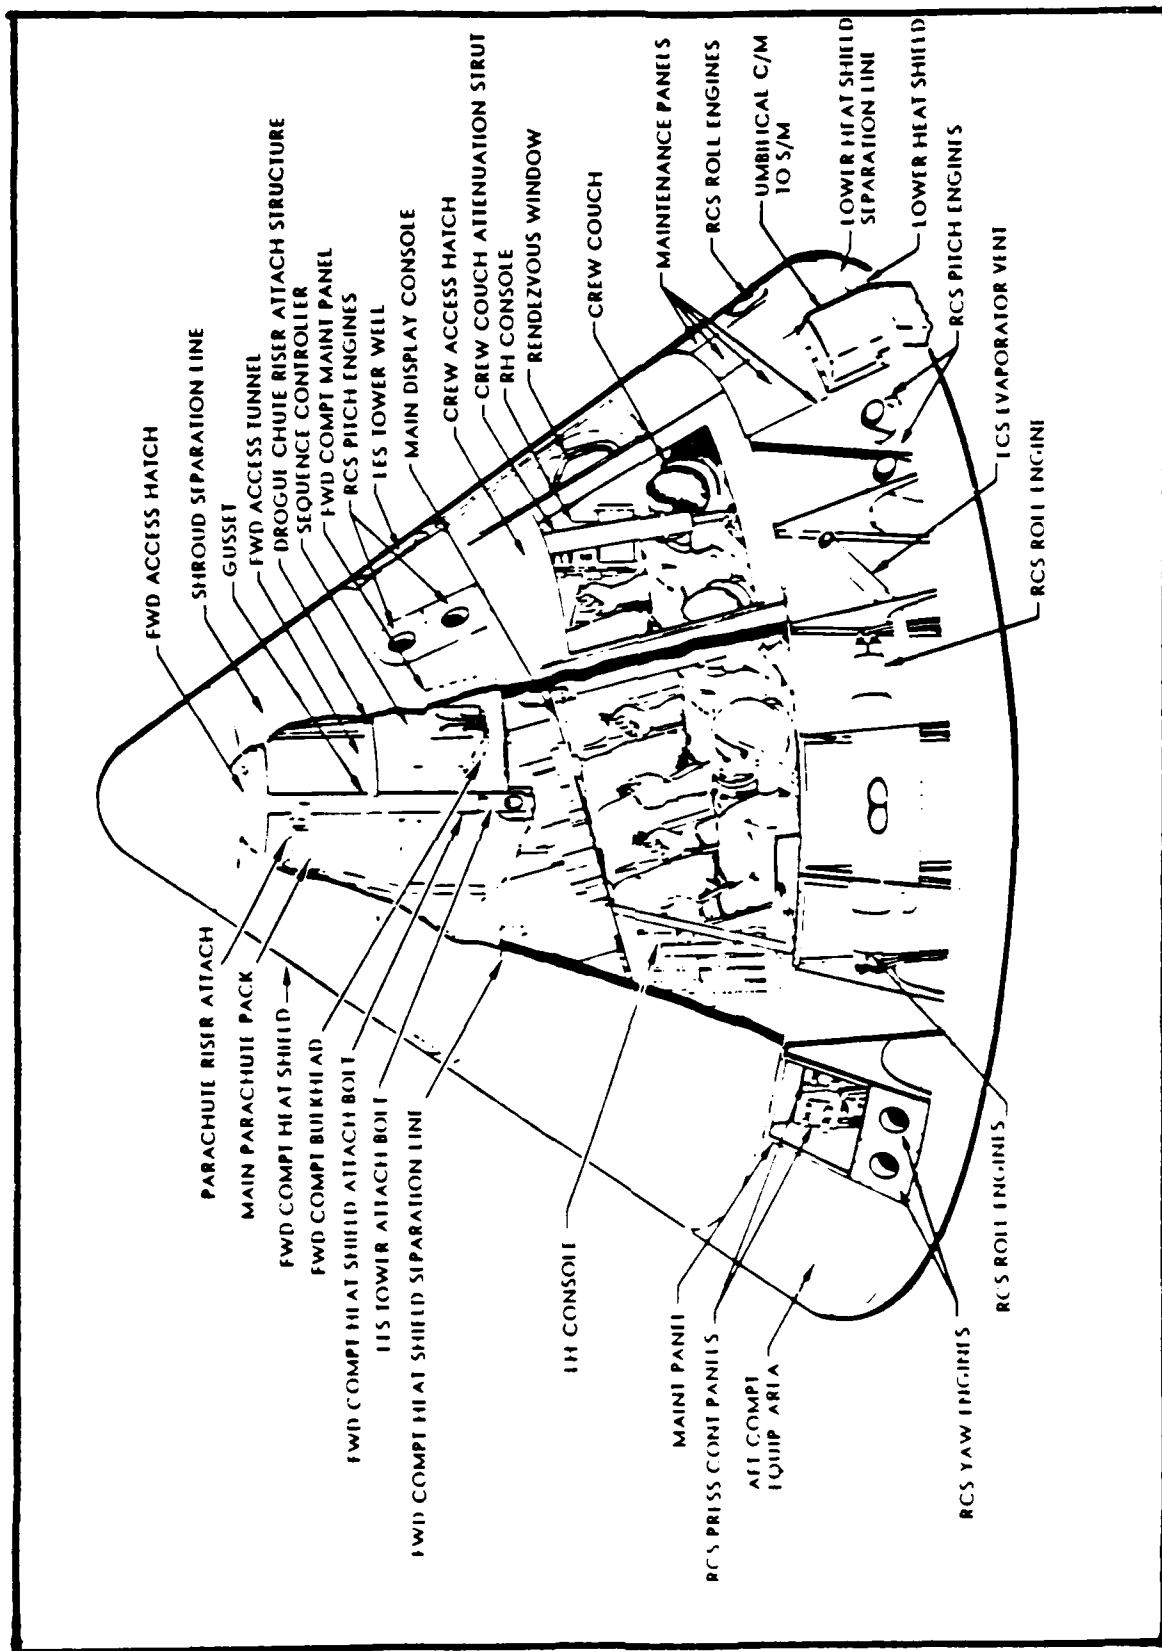 FWD ACCESS HATCH
SHROUD SEPARATION LINE
GUSSET
FWD ACCESS TUNNEL
DROGUE CHUTE RISER ATTACH STRUCTURE
SEQUENCE CONTROLLER
FWD COMPT MAINT PANEL
RCS PITCH ENGINES
LES TOWER WELL
MAIN DISPLAY CONSOLE
CREW ACCESS HATCH
CREW COUCH ATTENUATION STRUT
RH CONSOLE
RENDEZVOUS WINDOW
CREW COUCH
MAINTENANCE PANELS
RCS ROLL ENGINES
UMBILICAL C/M
TO S/M
LOWER HEAT SHIELD
SEPARATION LINE
LOWER HEAT SHIELD
RCS PITCH ENGINES
ECS EVAPORATOR VENT
RCS ROLL ENGINE
PARACHUTE RISER ATTACH
MAIN PARACHUTE PACK
FWD COMPT HEAT SHIELD
FWD COMPT BULKHEAD
FWD COMPT HEAT SHIELD ATTACH BOLT
LES TOWER ATTACH BOLT
FWD COMPT HEAT SHIELD SEPARATION LINE
LH CONSOLE
MAINT PANEL
RCS PRESS CONT PANELS
AFT COMPT
EQUIP AREA
RCS YAW ENGINES
RCS ROLL ENGINES